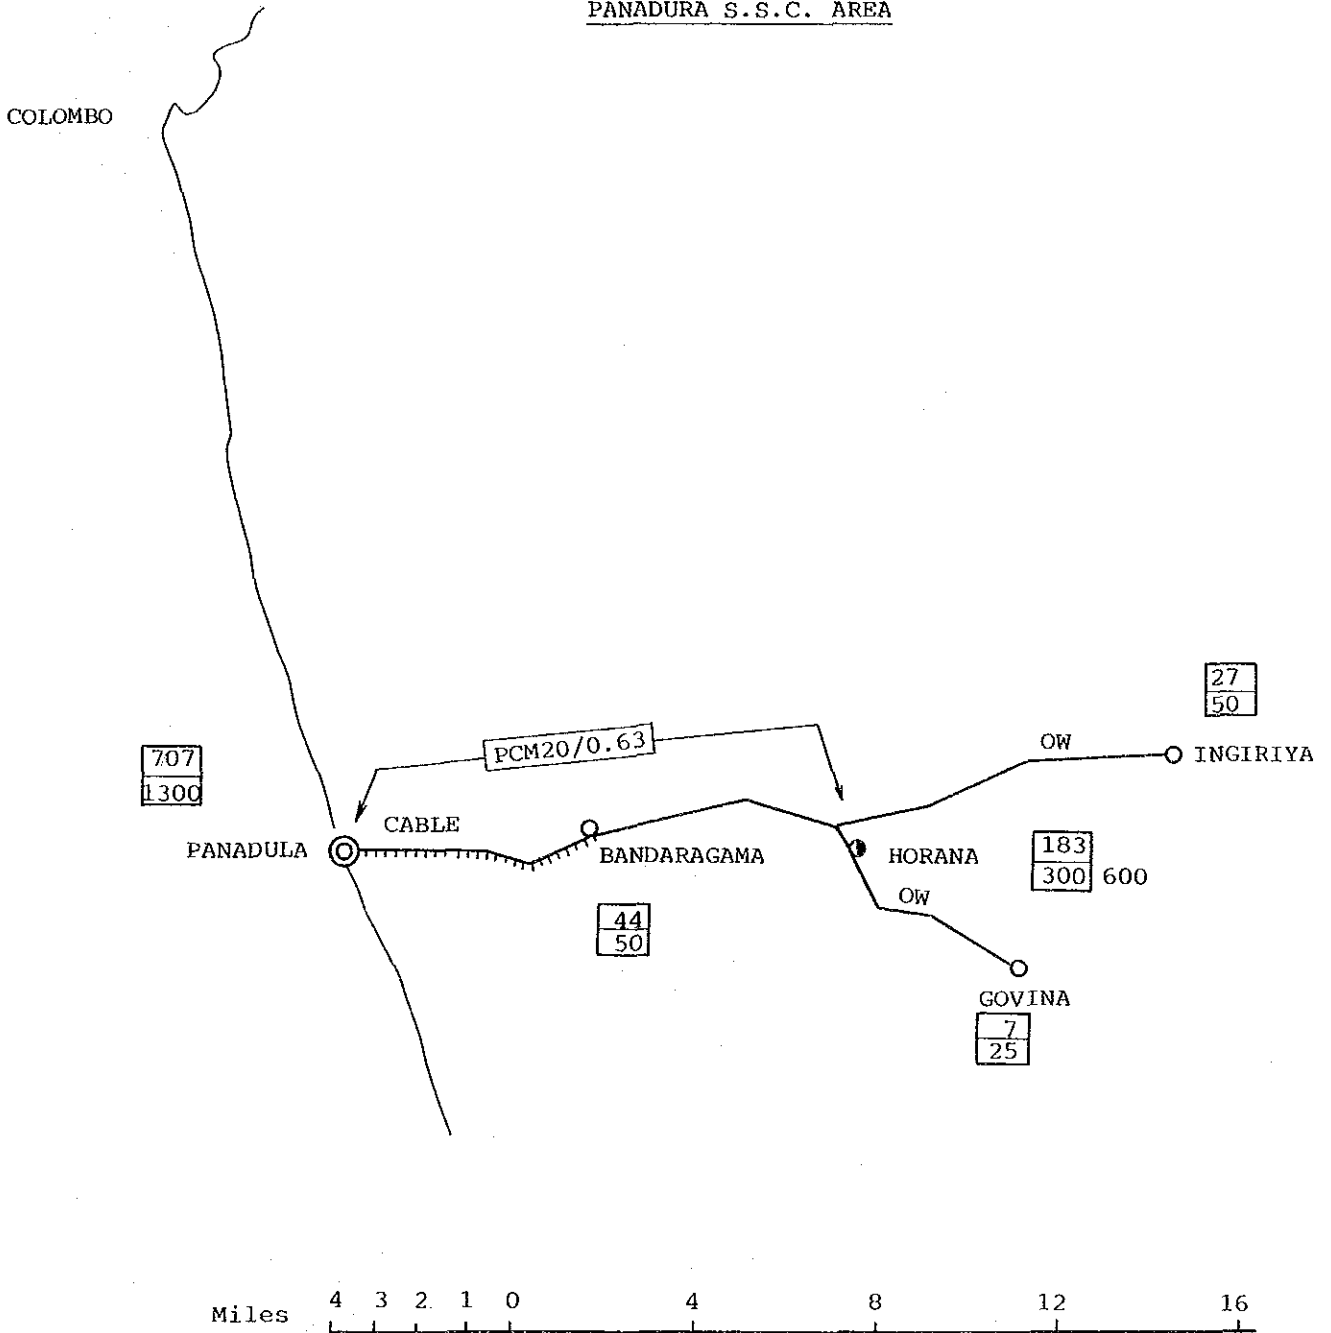 PANADURA S.S.C. AREA
COLOMBO
27
50
OW
INGIRIYA
PCM20/0.63
707
1300
CABLE
PANADULA
BANDARAGAMA
HORANA
183
300 600
OW
44
50
GOVINA
7
25
Miles 4 3 2 1 0 4 8 12 16